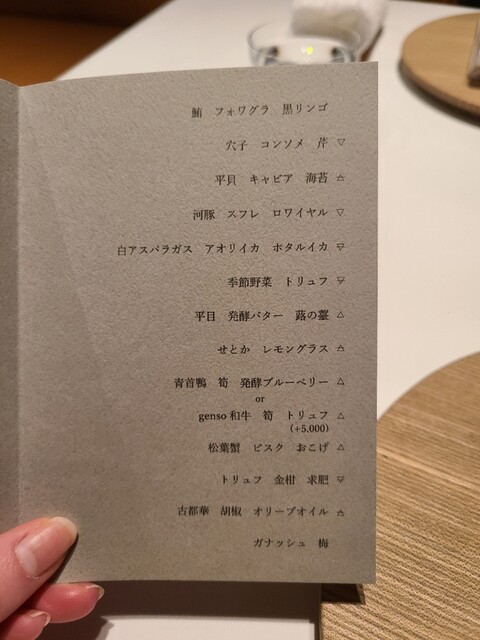 鮪　フォワグラ　黒リンゴ
穴子　コンソメ　芹 ▽
平貝　キャビア　海苔 △
河豚　スフレ　ロワイヤル ▽
白アスパラガス　アオリイカ　ホタルイカ ▽
季節野菜　トリュフ ▽
平目　発酵バター　蕗の薹 △
せとか　レモングラス △
青首鴨　筍　発酵ブルーベリー △
or
genso 和牛　筍　トリュフ △
(+5,000)
松葉蟹　ビスク　おこげ △
トリュフ　金柑　求肥 ▽
古都華　胡椒　オリーブオイル △
ガナッシュ　梅